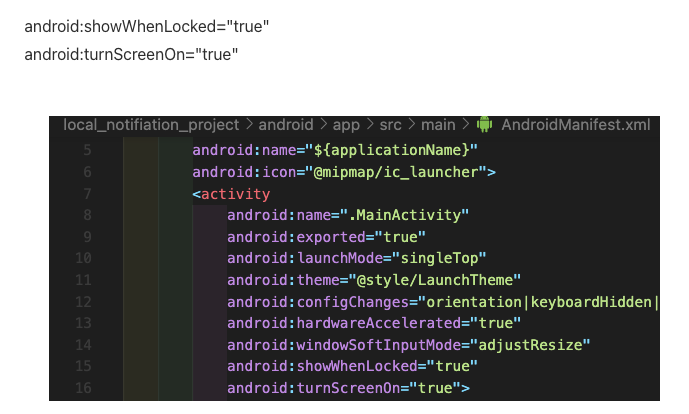 android:showWhenLocked="true"
android:turnScreenOn="true"
local_notifiation_project > android > app > src > main > AndroidManifest.xml
5 android:name="${applicationName}"
6 android:icon="@mipmap/ic_launcher">
7 <activity
8 android:name=".MainActivity"
9 android:exported="true"
10 android:launchMode="singleTop"
11 android:theme="@style/LaunchTheme"
12 android:configChanges="orientation|keyboardHidden|
13 android:hardwareAccelerated="true"
14 android:windowSoftInputMode="adjustResize"
15 android:showWhenLocked="true"
16 android:turnScreenOn="true">